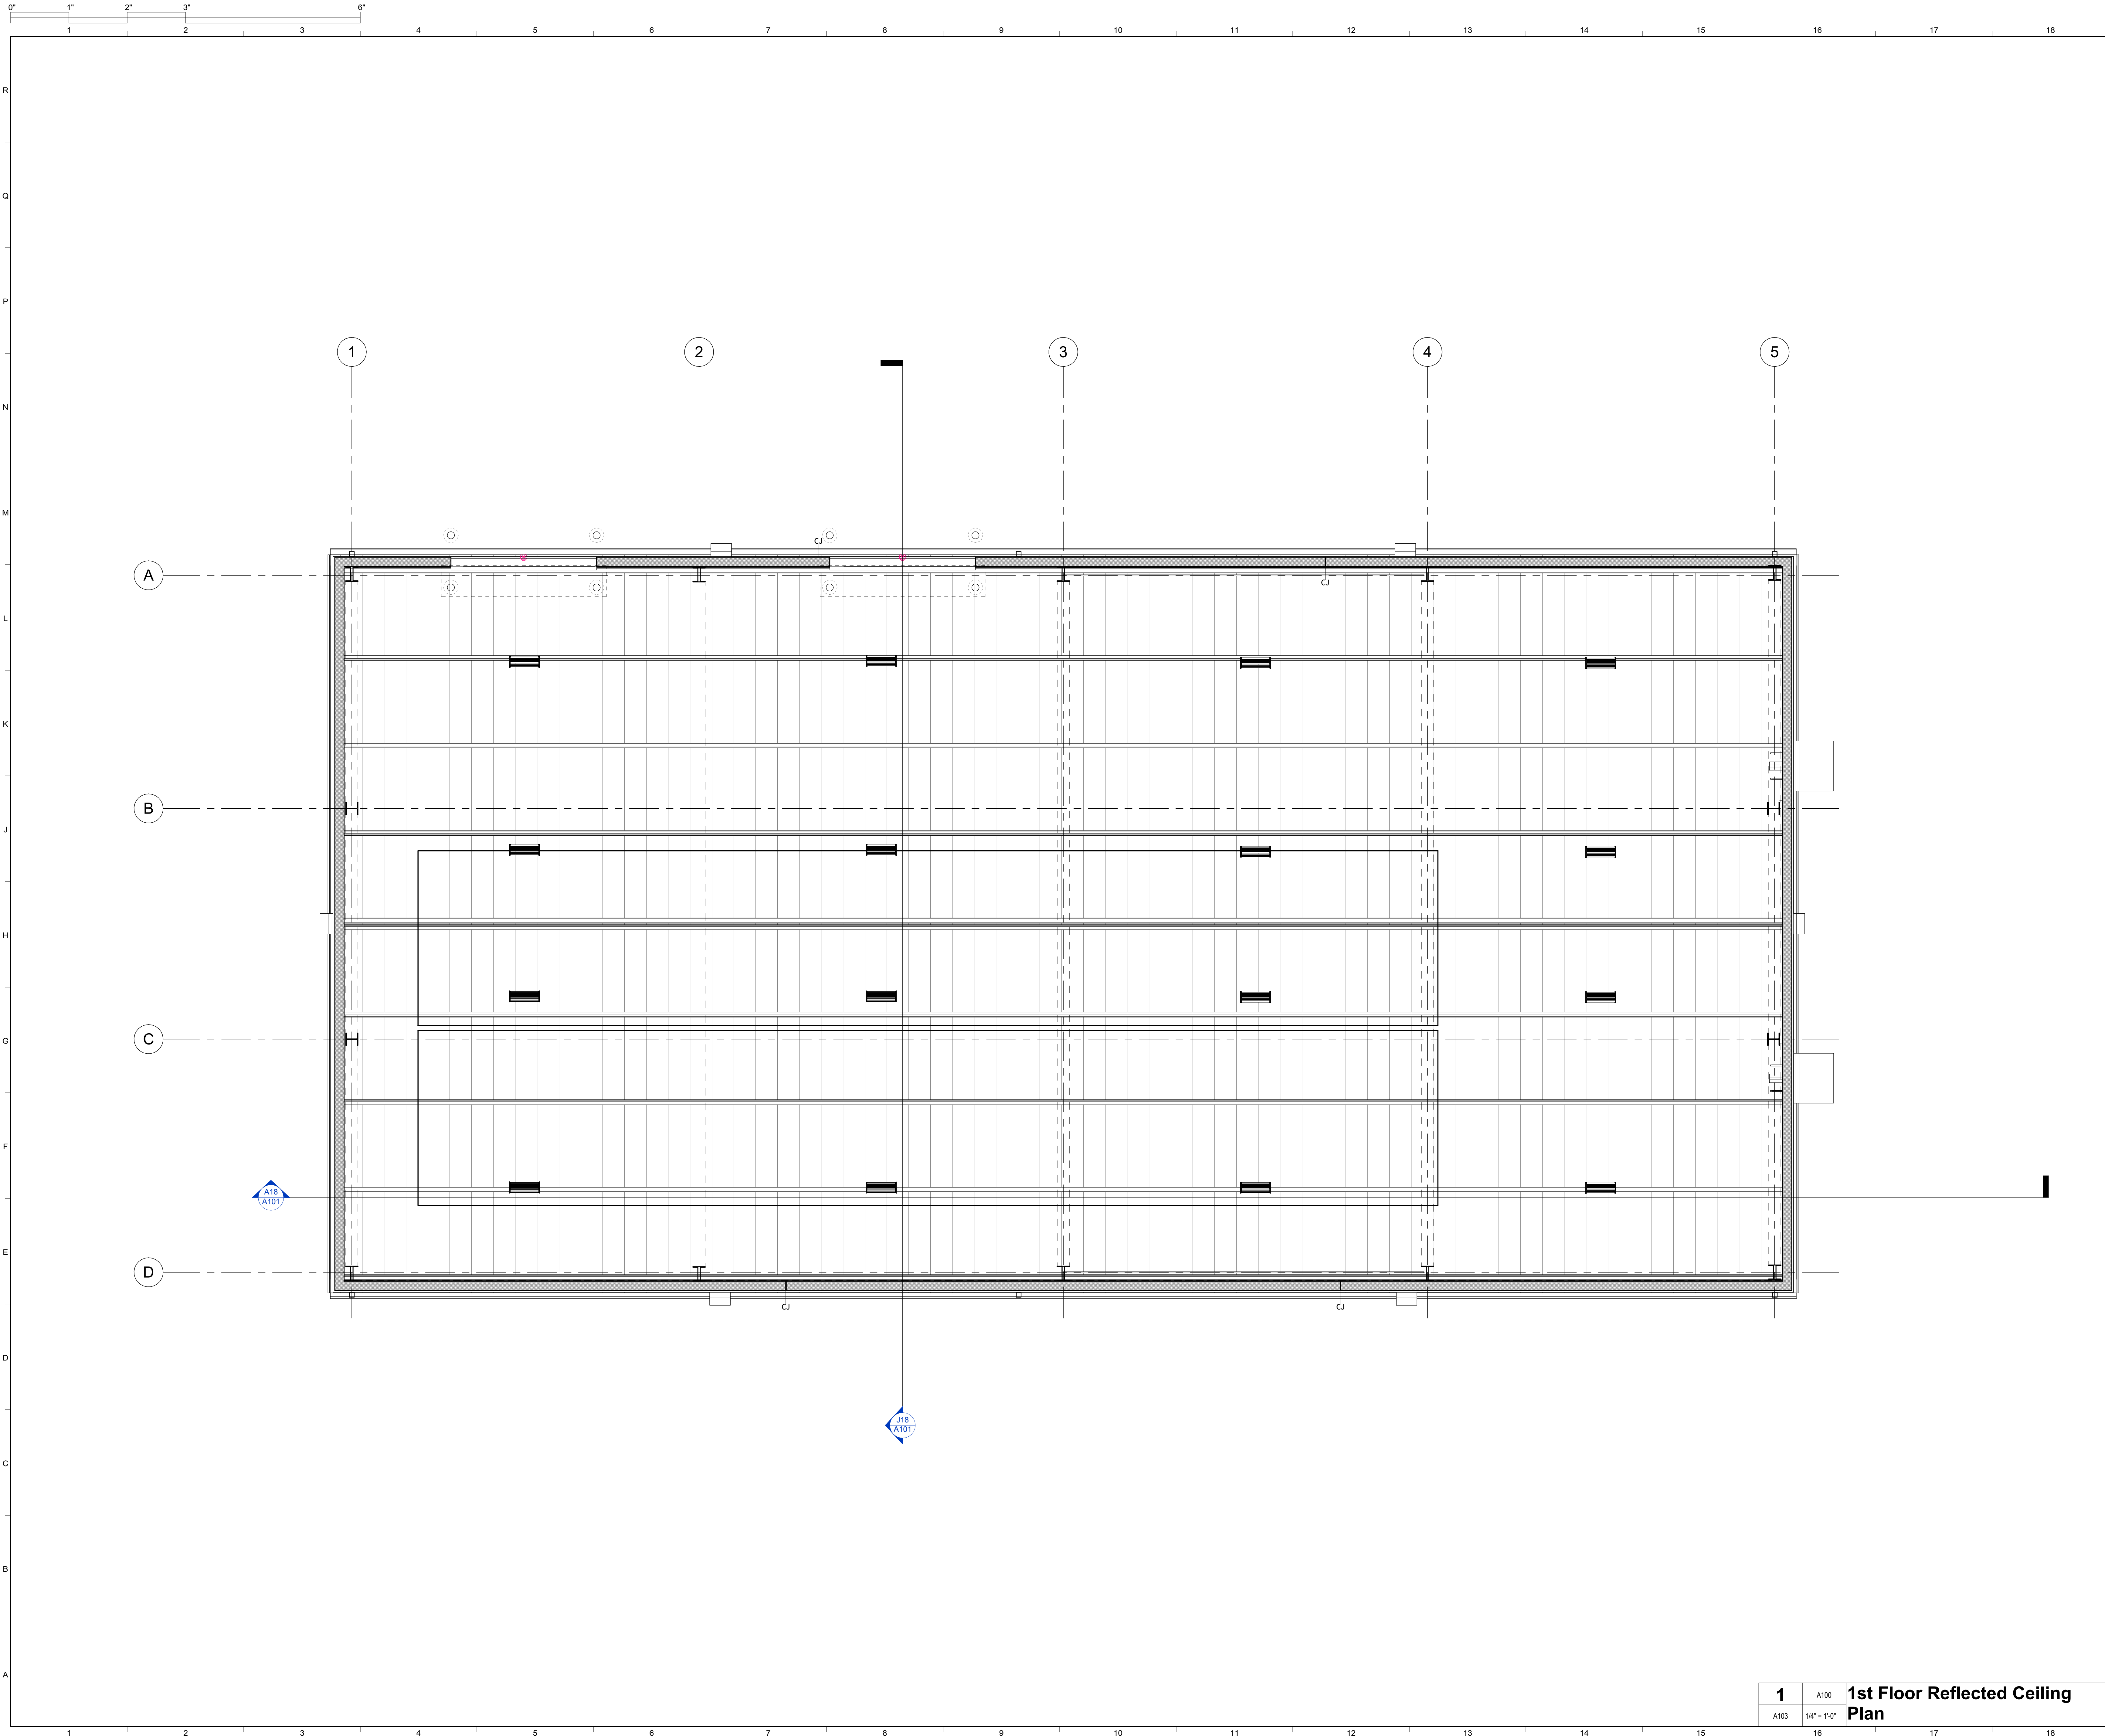 0" 1" 2" 3" 6"
1 2 3 4 5 6 7 8 9 10 11 12 13 14 15 16 17 18
R
Q
P
1 2 3 4 5
N
M
CJ
A
CJ
L
K
B
J
H
C
G
F
A18
A101
E
D
CJ CJ
D
J18
A101
C
B
A
1 A100 1st Floor Reflected Ceiling
A103 1/4" = 1'-0" Plan
1 2 3 4 5 6 7 8 9 10 11 12 13 14 15 16 17 18